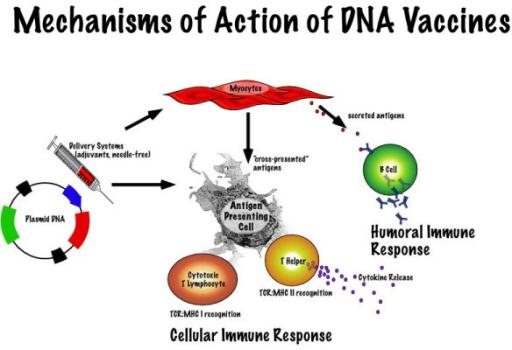 Mechanisms of Action of DNA Vaccines
Myocytes
secreted antigens
Delivery Systems
(adjuvants, needle-free)
"cross-presented"
antigens
B Cell
Plasmid DNA
Antigen
Presenting
Cell
Humoral Immune
Response
T Helper
Cytotoxic
T Lymphocyte
Cytokine Release
TCR:MHC II recognition
TCR:MHC I recognition
Cellular Immune Response